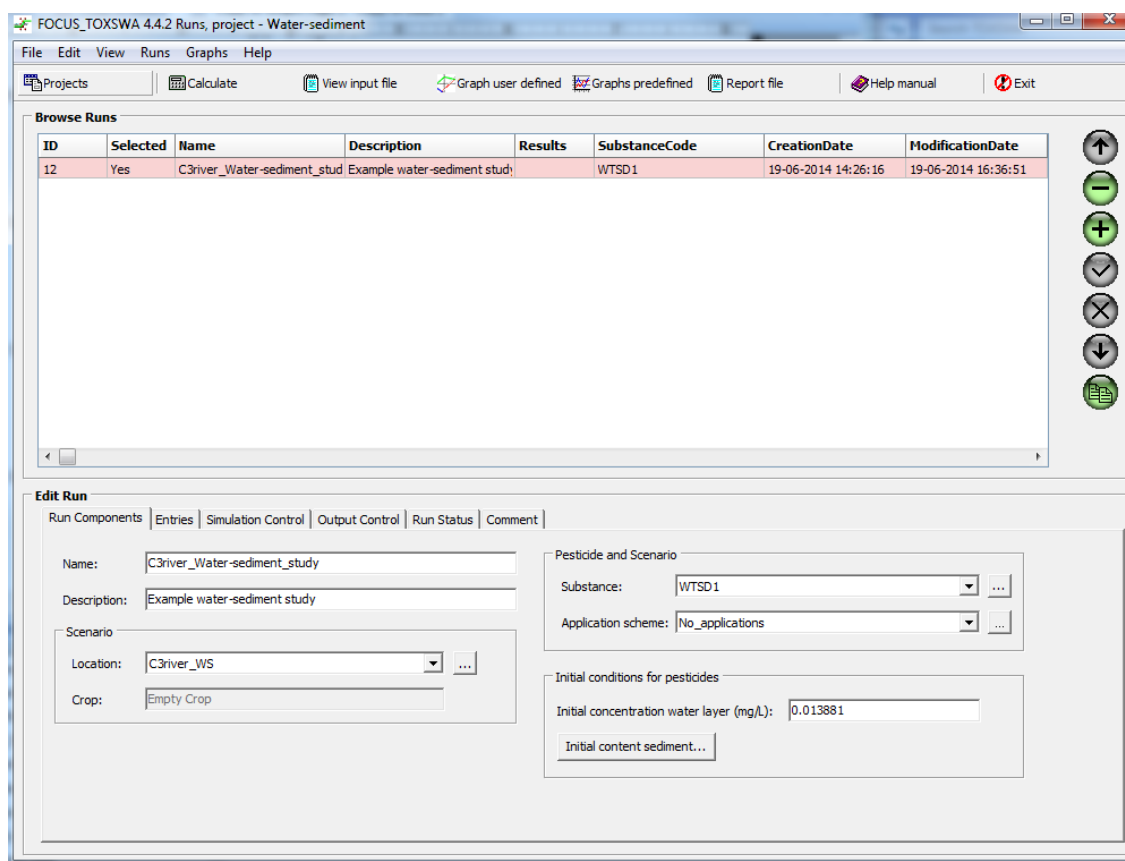 FOCUS_TOXSWA 4.4.2 Runs, project - Water-sediment
File Edit View Runs Graphs Help
Projects Calculate View input file Graph user defined Graphs predefined Report file Help manual Exit
Browse Runs
ID Selected Name Description Results SubstanceCode CreationDate ModificationDate
12 Yes C3river_Water-sediment_stud Example water-sediment study WTSD1 19-06-2014 14:26:16 19-06-2014 16:36:51
Edit Run
Run Components Entries Simulation Control Output Control Run Status Comment
Name: C3river_Water-sediment_study
Description: Example water-sediment study
Scenario
Location: C3river_WS ...
Crop: Empty Crop
Pesticide and Scenario
Substance: WTSD1 ...
Application scheme: No_applications ...
Initial conditions for pesticides
Initial concentration water layer (mg/L): 0.013881
Initial content sediment...